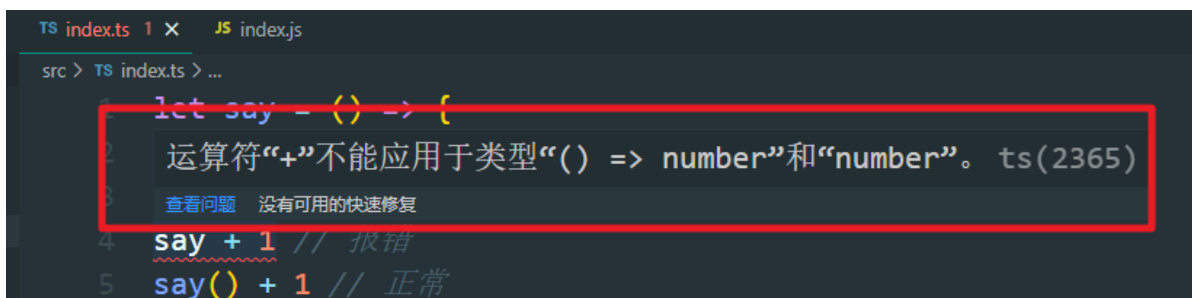 TS index.ts 1 × JS index.js
src > TS index.ts > ...
1 let say = () => {
2 运算符“+”不能应用于类型“() => number”和“number”。 ts(2365)
3 查看问题 没有可用的快速修复
4 say + 1 // 报错
5 say() + 1 // 正常